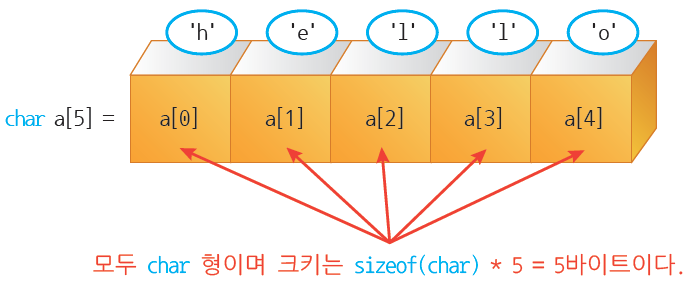 'h' 'e' 'l' 'l' 'o'
char a[5] = a[0] a[1] a[2] a[3] a[4]
모두 char 형이며 크키는 sizeof(char) * 5 = 5바이트이다.